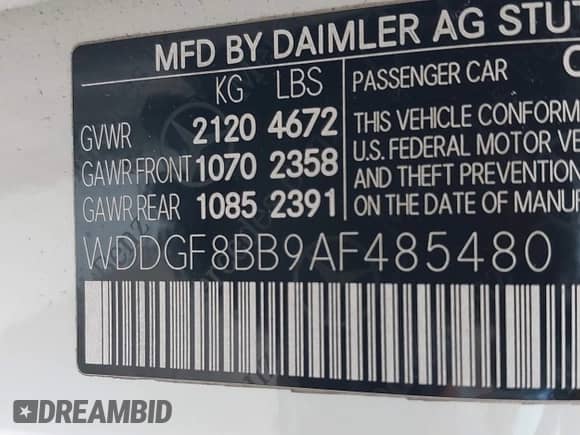 MFD BY DAIMLER AG STUT
KG LBS
GVWR 2120 4672
GAWR FRONT 1070 2358
GAWR REAR 1085 2391
PASSENGER CAR
THIS VEHICLE CONFORM
U.S. FEDERAL MOTOR VE
AND THEFT PREVENTION
ON THE DATE OF MANUF
WDDGF8BB9AF485480
DREAMBID